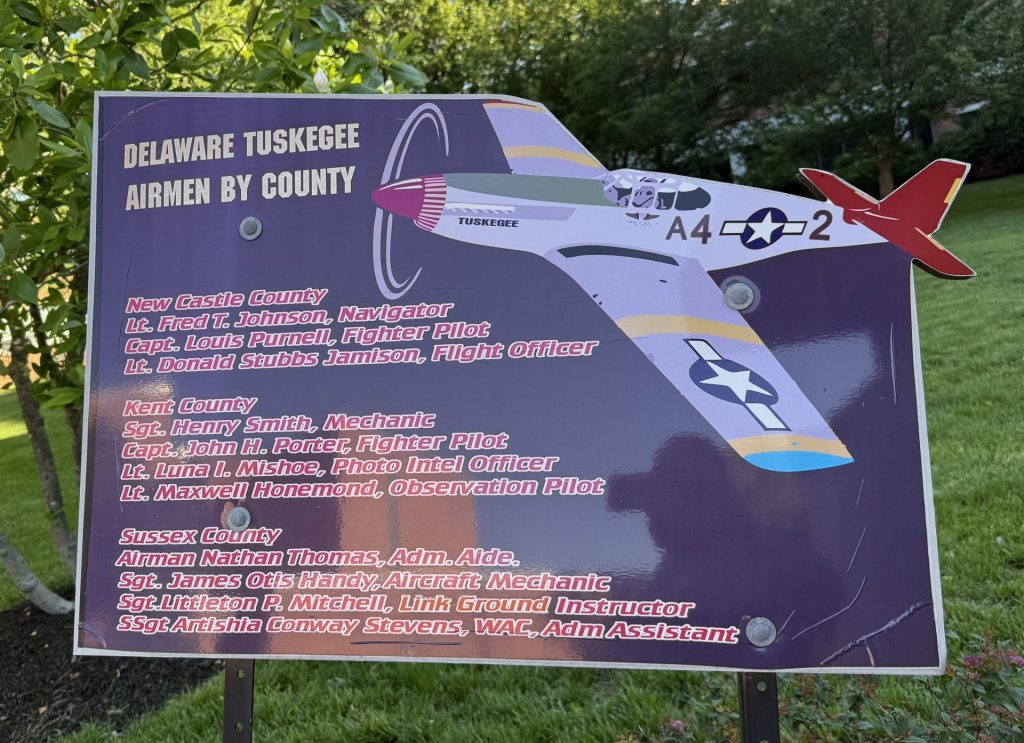 DELAWARE TUSKEGEE
AIRMEN BY COUNTY
TUSKEGEE
A4 2
New Castle County
Lt. Fred T. Johnson, Navigator
Capt. Louis Purnell, Fighter Pilot
Lt. Donald Stubbs Jamison, Flight Officer
Kent County
Sgt. Henry Smith, Mechanic
Capt. John H. Porter, Fighter Pilot
Lt. Luna I. Mishoe, Photo Intel Officer
Lt. Maxwell Honemond, Observation Pilot
Sussex County
Airman Nathan Thomas, Adm. Aide.
Sgt. James Otis Handy, Aircraft Mechanic
Sgt.Littleton P. Mitchell, Link Ground Instructor
SSgt Artishia Conway Stevens, WAC, Adm Assistant